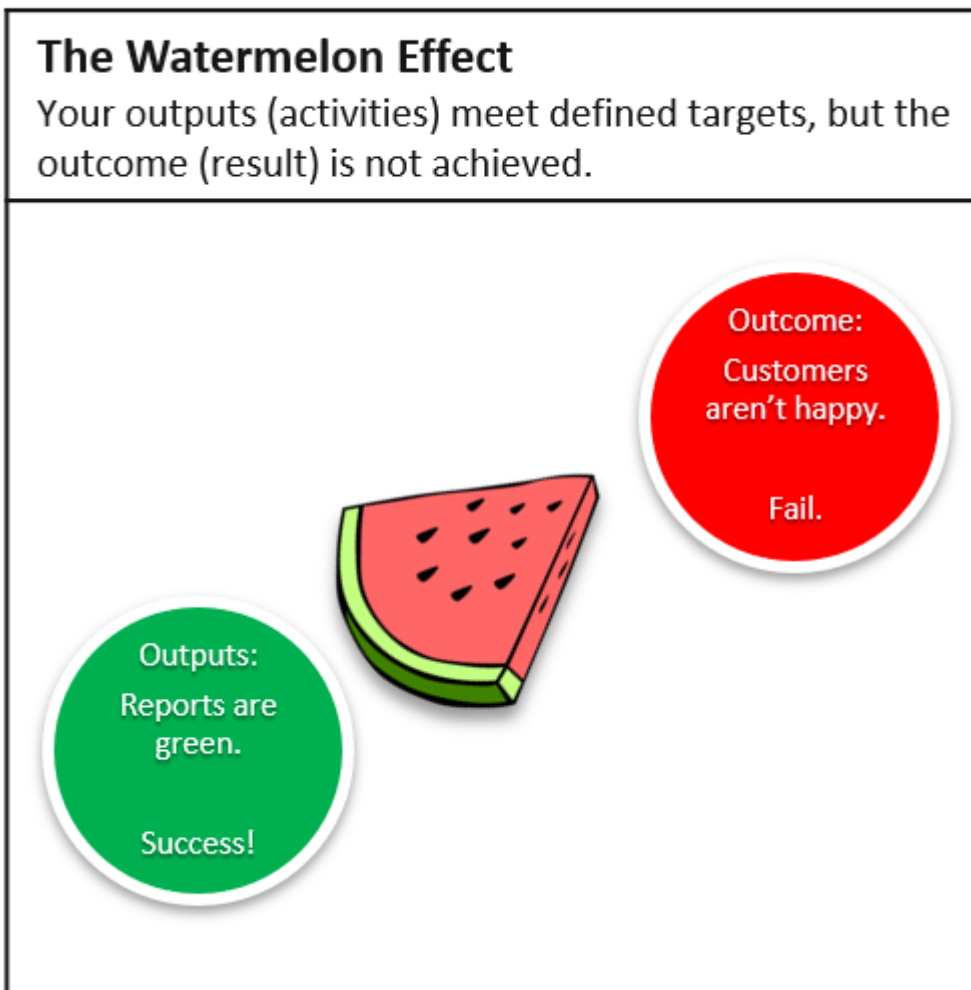 The Watermelon Effect
Your outputs (activities) meet defined targets, but the
outcome (result) is not achieved.
Outcome:
Customers
aren’t happy.
Fail.
Outputs:
Reports are
green.
Success!